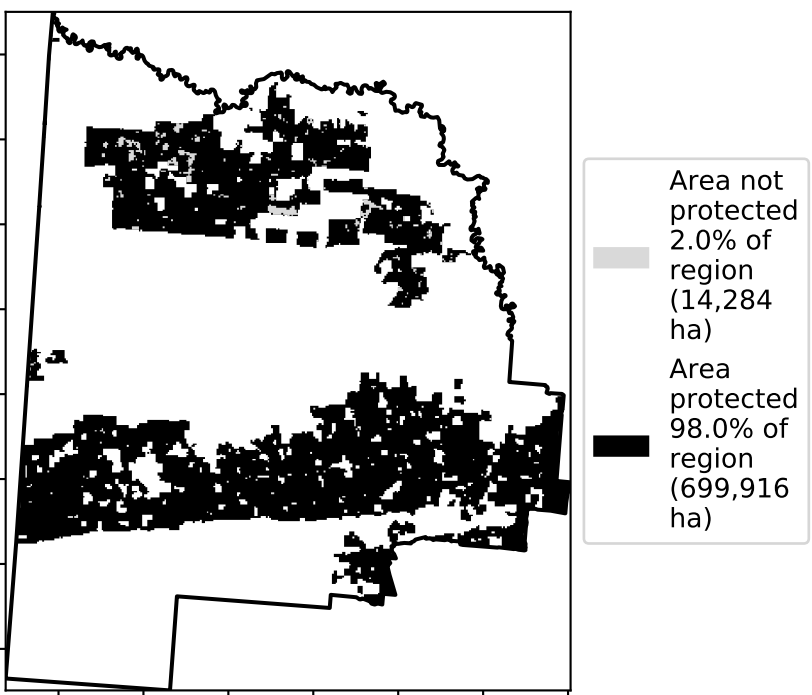 Area not
protected
2.0% of
region
(14,284
ha)
Area
protected
98.0% of
region
(699,916
ha)